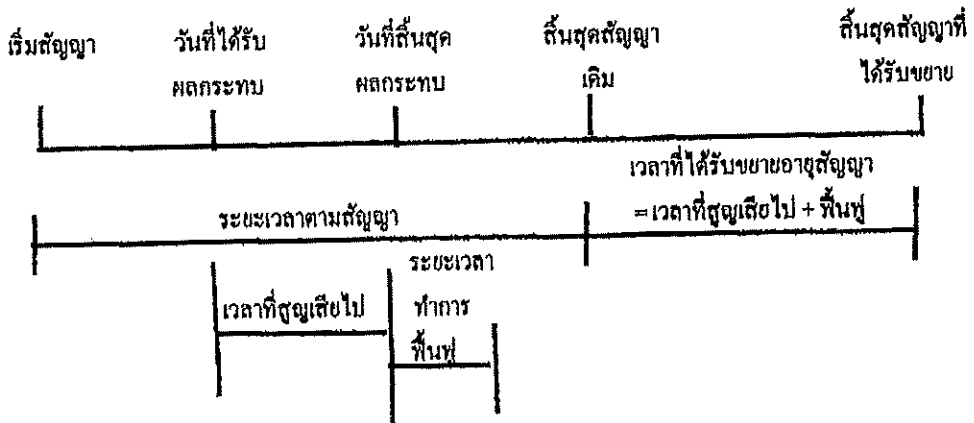 เริ่มสัญญา
วันที่ได้รับ
ผลกระทบ
วันที่สิ้นสุด
ผลกระทบ
สิ้นสุดสัญญา
เดิม
สิ้นสุดสัญญาที่
ได้รับขยาย
เวลาที่ได้รับขยายอายุสัญญา
=เวลาที่สูญเสียไป + ฟื้นฟู
ระยะเวลาตามสัญญา
เวลาที่สูญเสียไป
ระยะเวลา
ทำการ
ฟื้นฟู